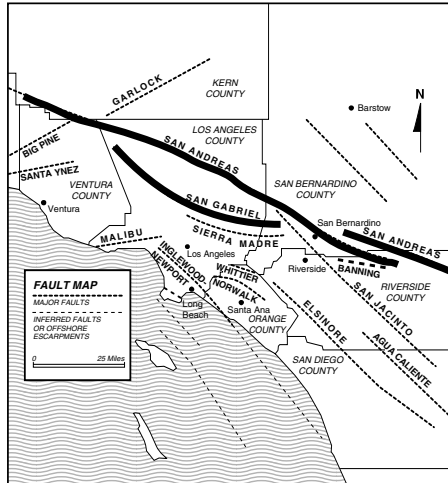 GARLOCK
KERN
COUNTY
Barstow
N
BIG PINE
SAN ANDREAS
LOS ANGELES
COUNTY
SANTA YNEZ
VENTURA
COUNTY
SAN GABRIEL
SAN BERNARDINO
COUNTY
Ventura
San Bernardino
MALIBU
SIERRA MADRE
SAN ANDREAS
Los Angeles
INGLEWOOD-
NEWPORT
WHITTIER
Riverside
BANNING
NORWALK
RIVERSIDE
COUNTY
Long
Beach
Santa Ana
ORANGE
COUNTY
ELSINORE
SAN JACINTO
AGUA CALIENTE
SAN DIEGO
COUNTY
FAULT MAP
MAJOR FAULTS
INFERRED FAULTS
OR OFFSHORE
ESCARPMENTS
0 25 Miles